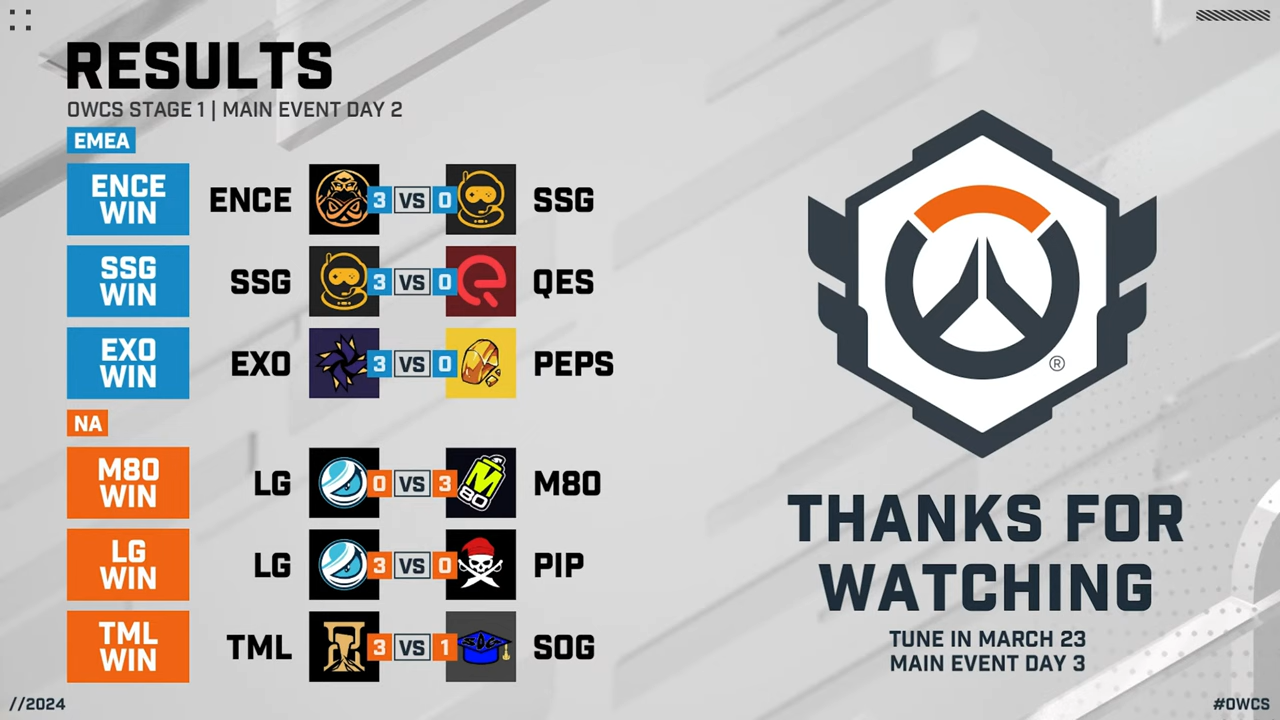 RESULTS
OWCS STAGE 1 | MAIN EVENT DAY 2
EMEA
ENCE
WIN
ENCE 3 VS 0 SSG
SSG
WIN
SSG 3 VS 0 QES
EXO
WIN
EXO 3 VS 0 PEPS
NA
M80
WIN
LG 0 VS 3 M80
M
80
LG
WIN
LG 3 VS 0 PIP
TML
WIN
TML 3 VS 1 SOG
SOG
®
THANKS FOR
WATCHING
TUNE IN MARCH 23
MAIN EVENT DAY 3
//2024
#OWCS